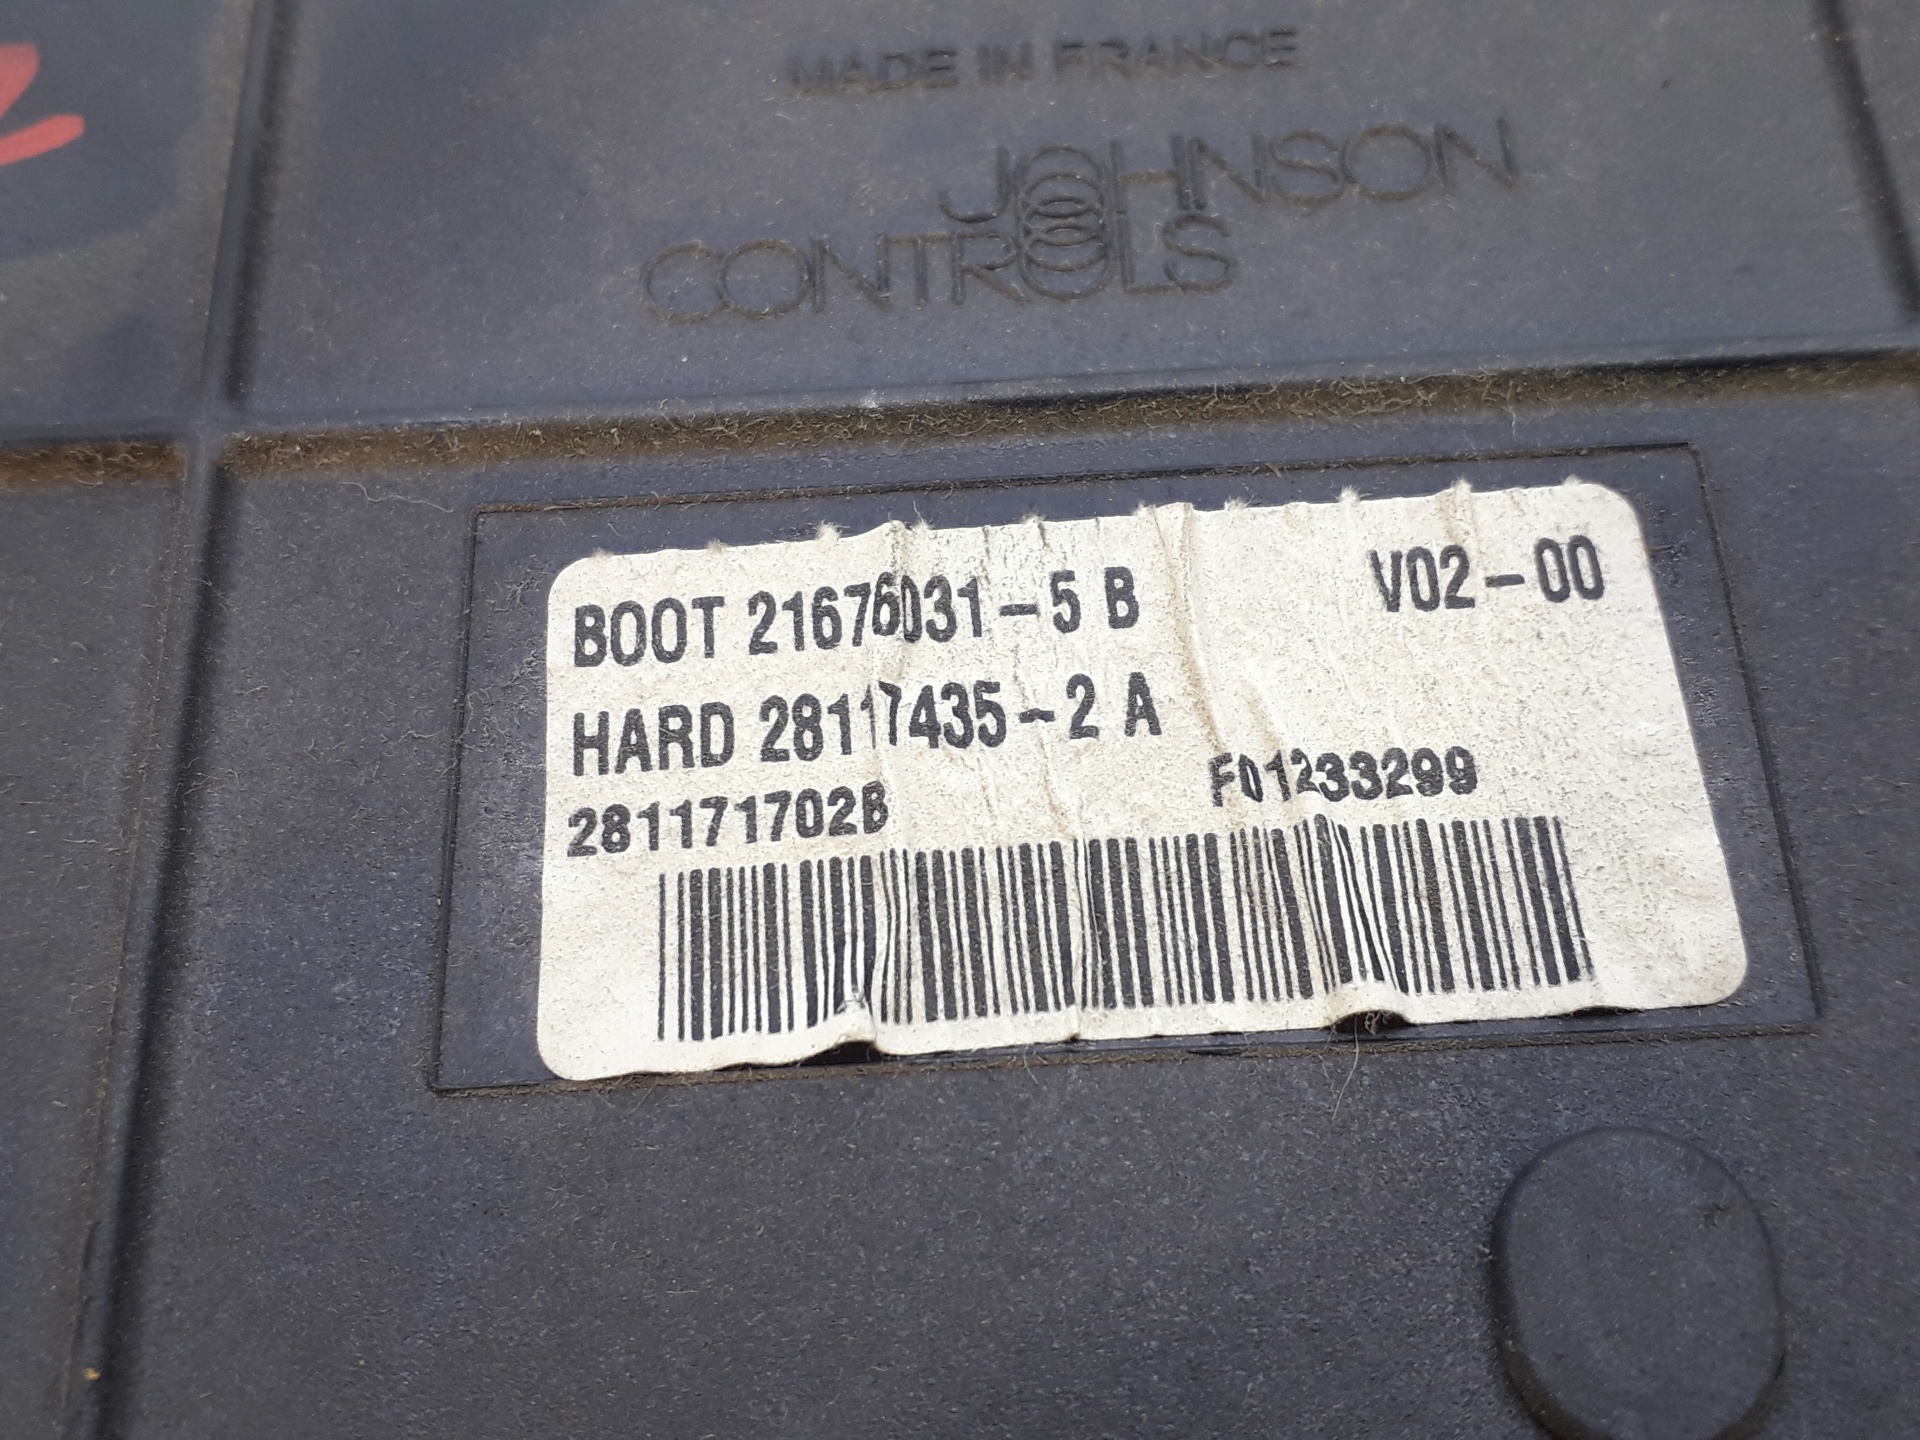 MADE IN FRANCE
JOHNSON
CONTROLS
BOOT 21676031-5 B V02-00
HARD 28117435-2 A
281171702B F01233299